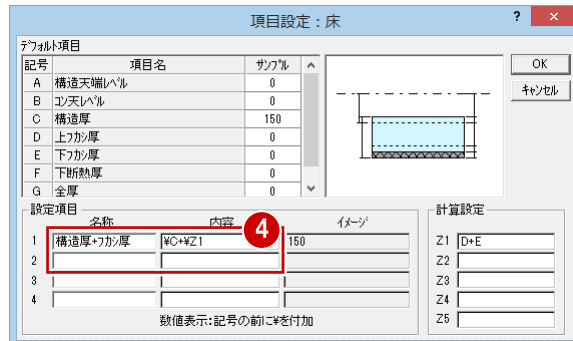 項目設定：床
? ×
デフォルト項目
記号 項目名 サンプル
A 構造天端レベル 0
B コン天レベル 0
C 構造厚 150
D 上フカシ厚 0
E 下フカシ厚 0
F 下断熱厚 0
G 全厚 0
OK
キャンセル
設定項目
名称 内容 イメージ
4
1 構造厚+フカシ厚 ¥C+¥Z1 150
2
3
4
数値表示:記号の前に¥を付加
計算設定
Z1 D+E
Z2
Z3
Z4
Z5